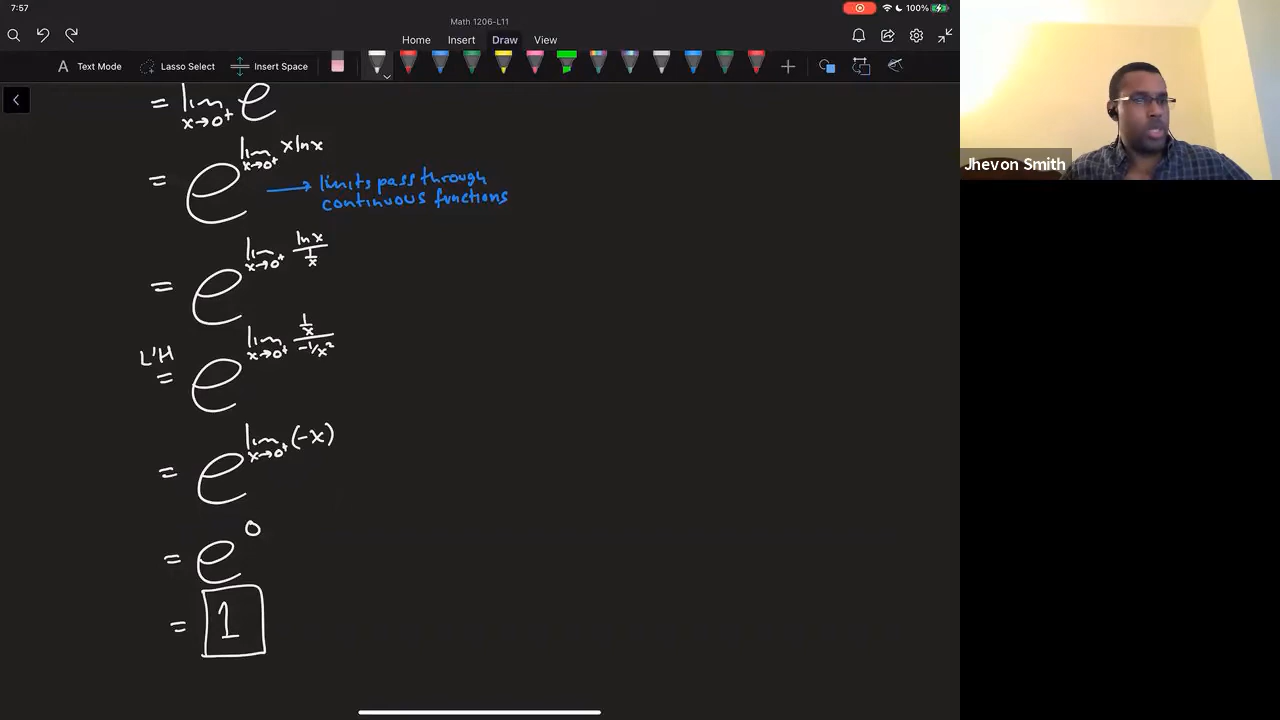 7:57
100%
Math 1206-L11
Home Insert Draw View
A Text Mode Lasso Select Insert Space
= lim x→0⁺ e
= e^(lim x→0⁺ x ln x) → limits pass through
continuous functions
= e^(lim x→0⁺ ln x / (1/x))
L'H = e^(lim x→0⁺ (1/x) / (-1/x²))
= e^(lim x→0⁺ (-x))
= e^0
= 1
Jhevon Smith